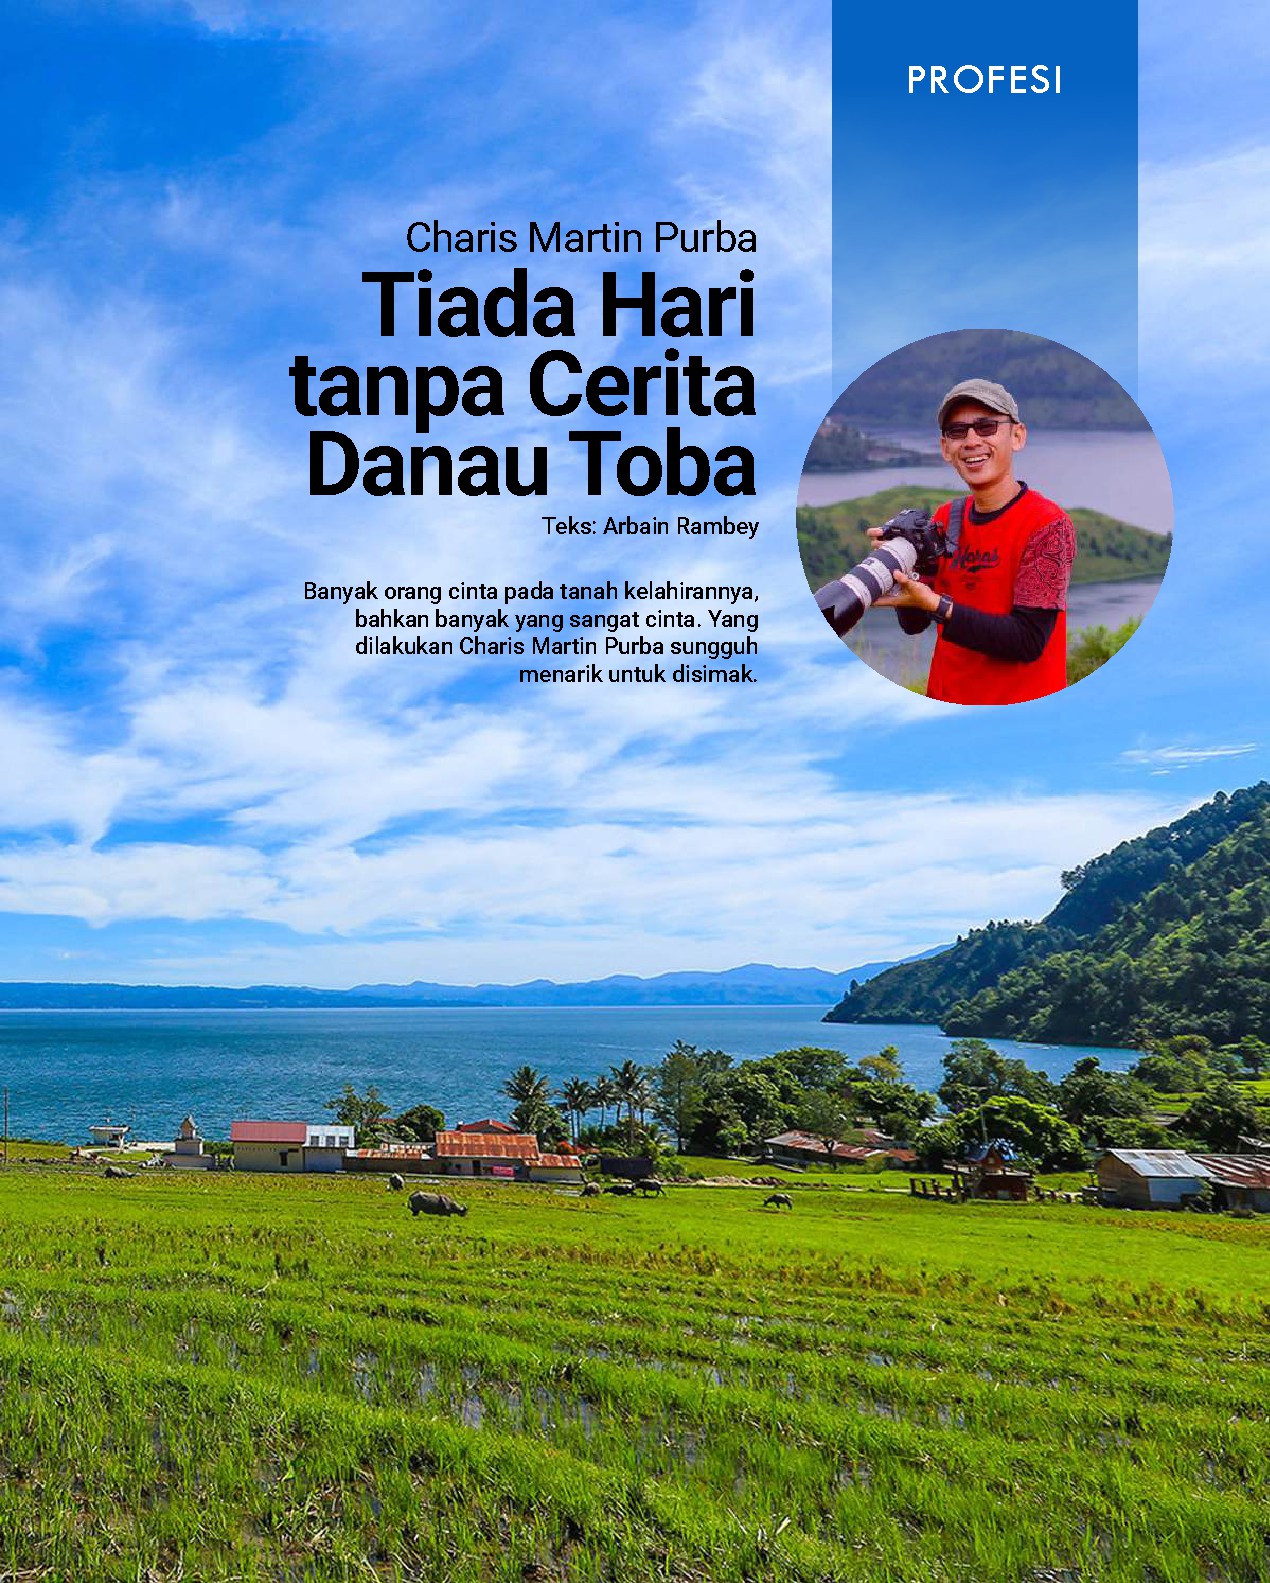 PROFESI
Charis Martin Purba
Tiada Hari
tanpa Cerita
Danau Toba
Teks: Arbain Rambey
Banyak orang cinta pada tanah kelahirannya,
bahkan banyak yang sangat cinta. Yang
dilakukan Charis Martin Purba sungguh
menarik untuk disimak.
Horas